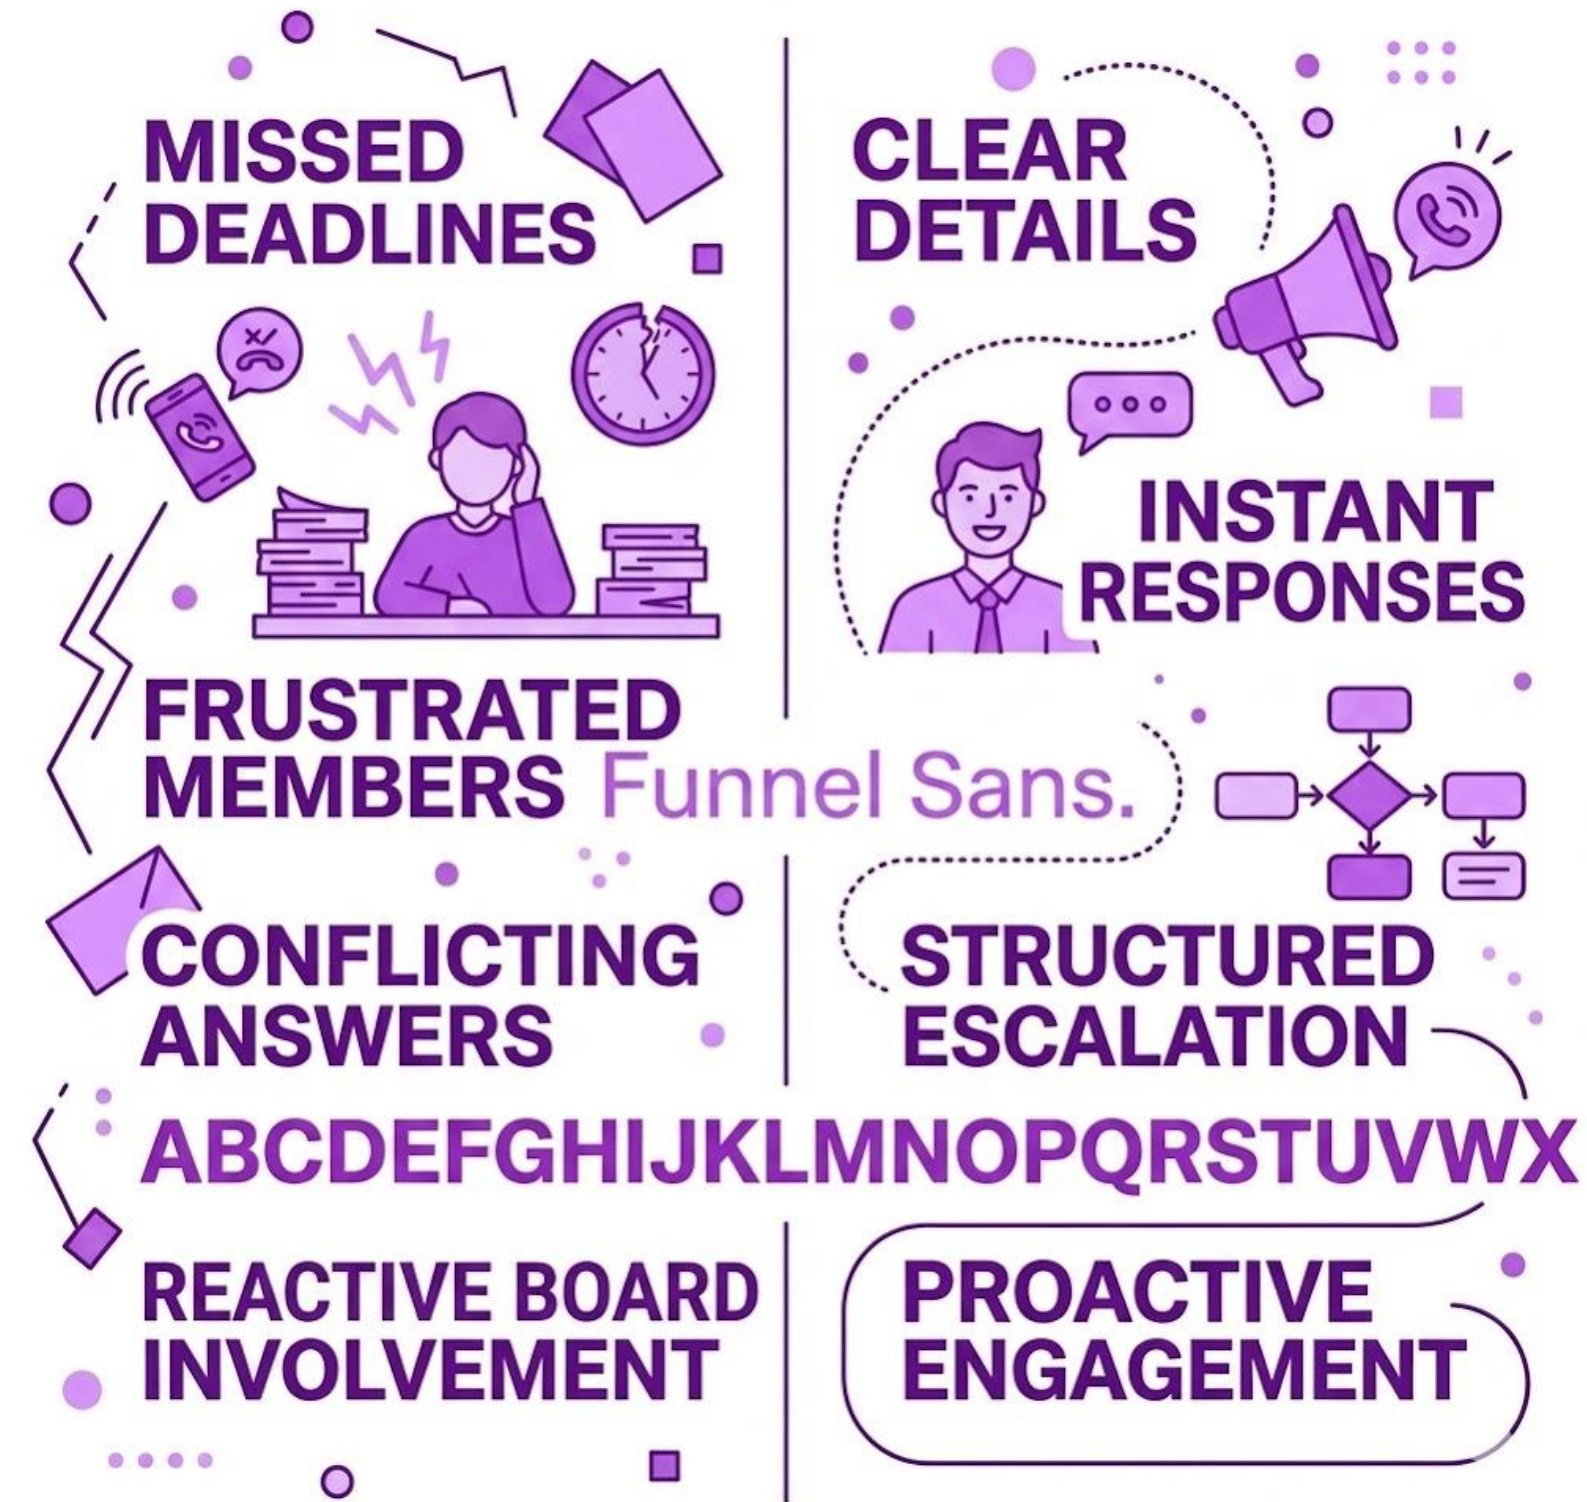 MISSED
DEADLINES
FRUSTRATED
MEMBERS
CONFLICTING
ANSWERS
REACTIVE BOARD
INVOLVEMENT
CLEAR
DETAILS
INSTANT
RESPONSES
Funnel Sans.
STRUCTURED
ESCALATION
ABCDEFGHIJKLMNOPQRSTUVWX
PROACTIVE
ENGAGEMENT